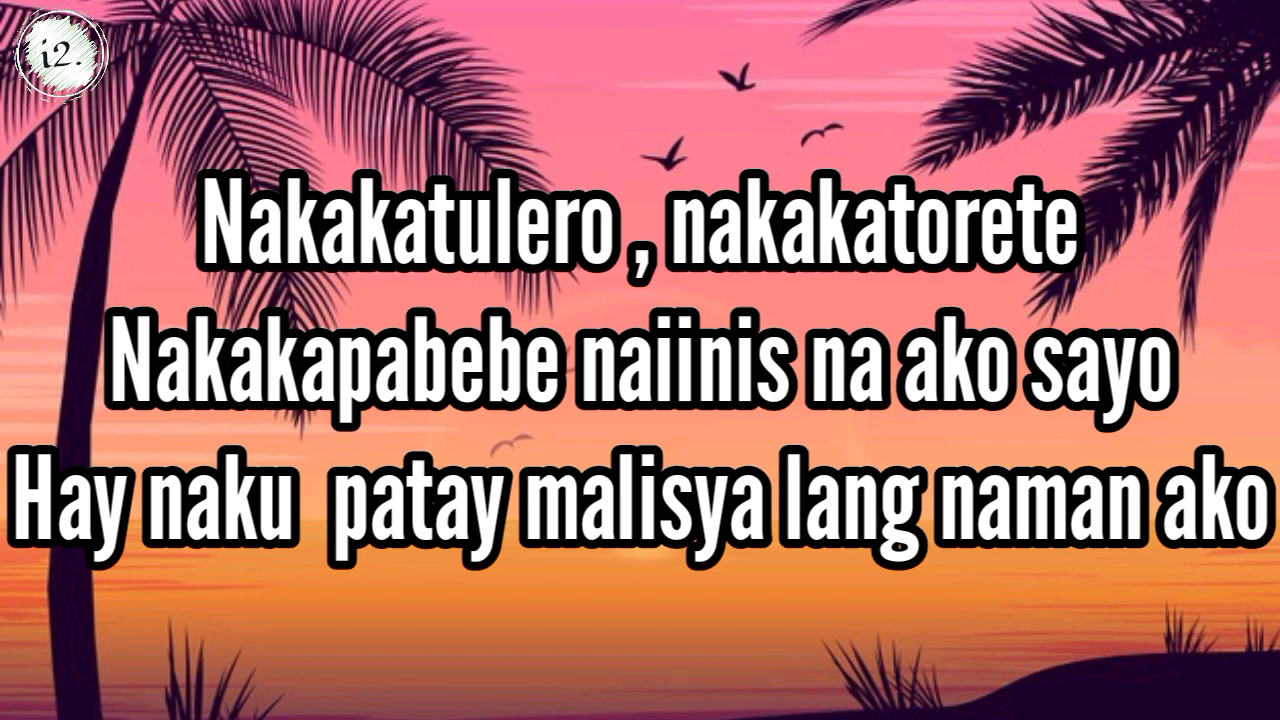 i2.
Nakakatulero , nakakatorete
Nakakapabebe naiinis na ako sayo
Hay naku  patay malisya lang naman ako